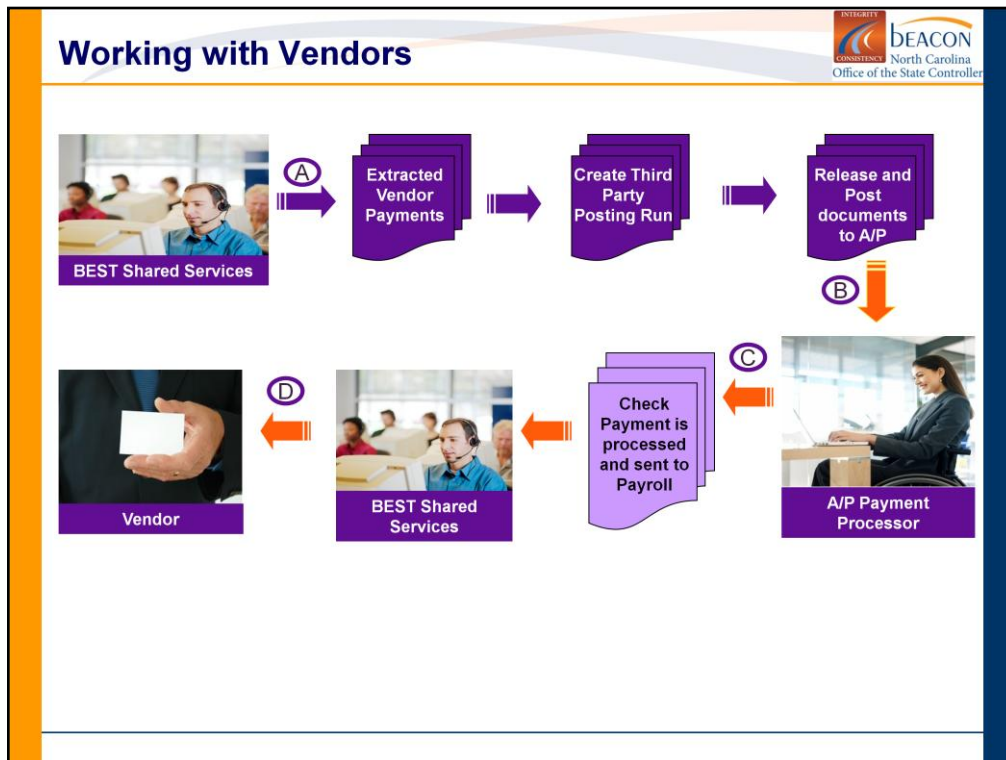 Working with Vendors
INTEGRITY
CONSISTENCY
bEACON
North Carolina
Office of the State Controller
A
Extracted
Vendor
Payments
Create Third
Party
Posting Run
Release and
Post
documents
to A/P
BEST Shared Services
B
C
D
Check
Payment is
processed
and sent to
Payroll
Vendor
BEST Shared
Services
A/P Payment
Processor